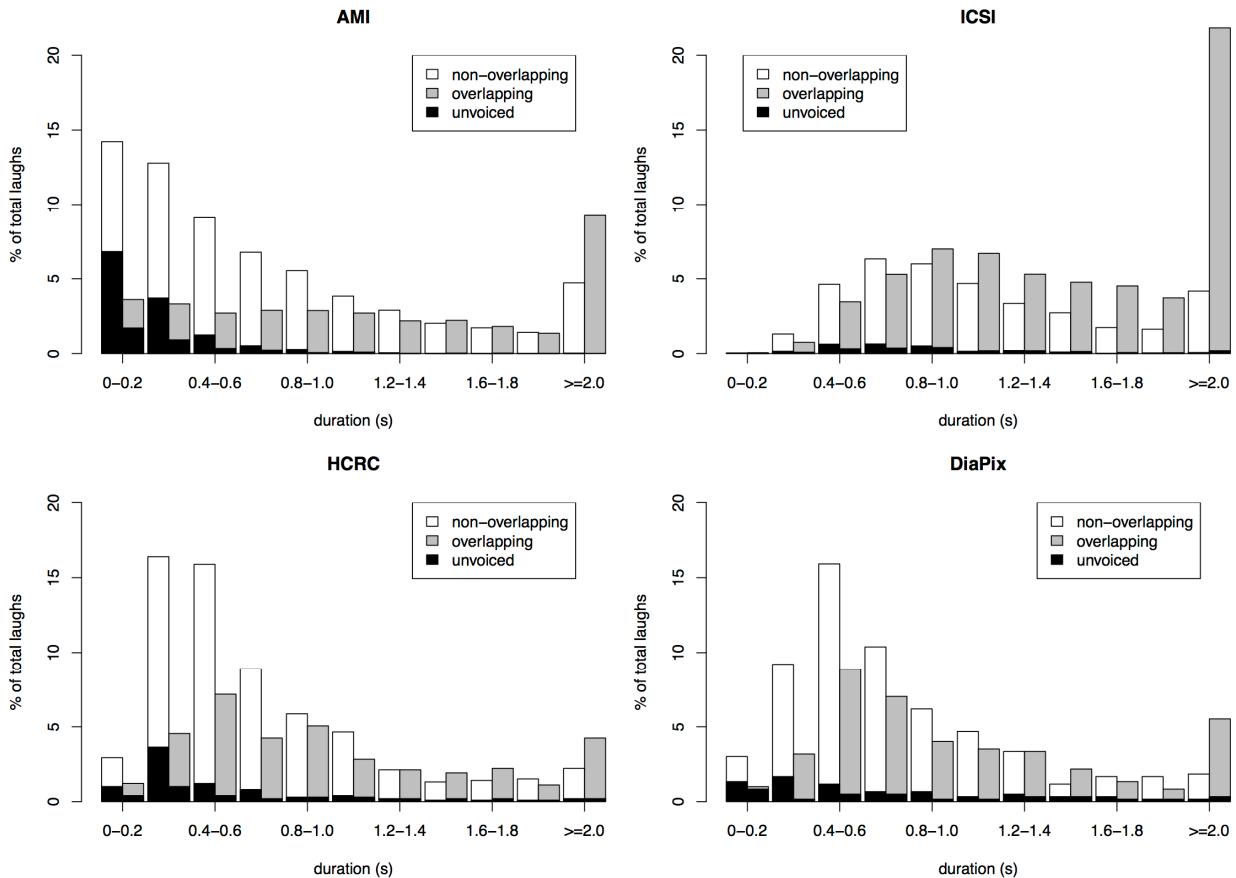 AMI
20
15
10
5
0
% of total laughs
non−overlapping
overlapping
unvoiced
0−0.2
0.4−0.6
0.8−1.0
1.2−1.4
1.6−1.8
>=2.0
duration (s)
ICSI
20
15
10
5
0
% of total laughs
non−overlapping
overlapping
unvoiced
0−0.2
0.4−0.6
0.8−1.0
1.2−1.4
1.6−1.8
>=2.0
duration (s)
HCRC
20
15
10
5
0
% of total laughs
non−overlapping
overlapping
unvoiced
0−0.2
0.4−0.6
0.8−1.0
1.2−1.4
1.6−1.8
>=2.0
duration (s)
DiaPix
20
15
10
5
0
% of total laughs
non−overlapping
overlapping
unvoiced
0−0.2
0.4−0.6
0.8−1.0
1.2−1.4
1.6−1.8
>=2.0
duration (s)